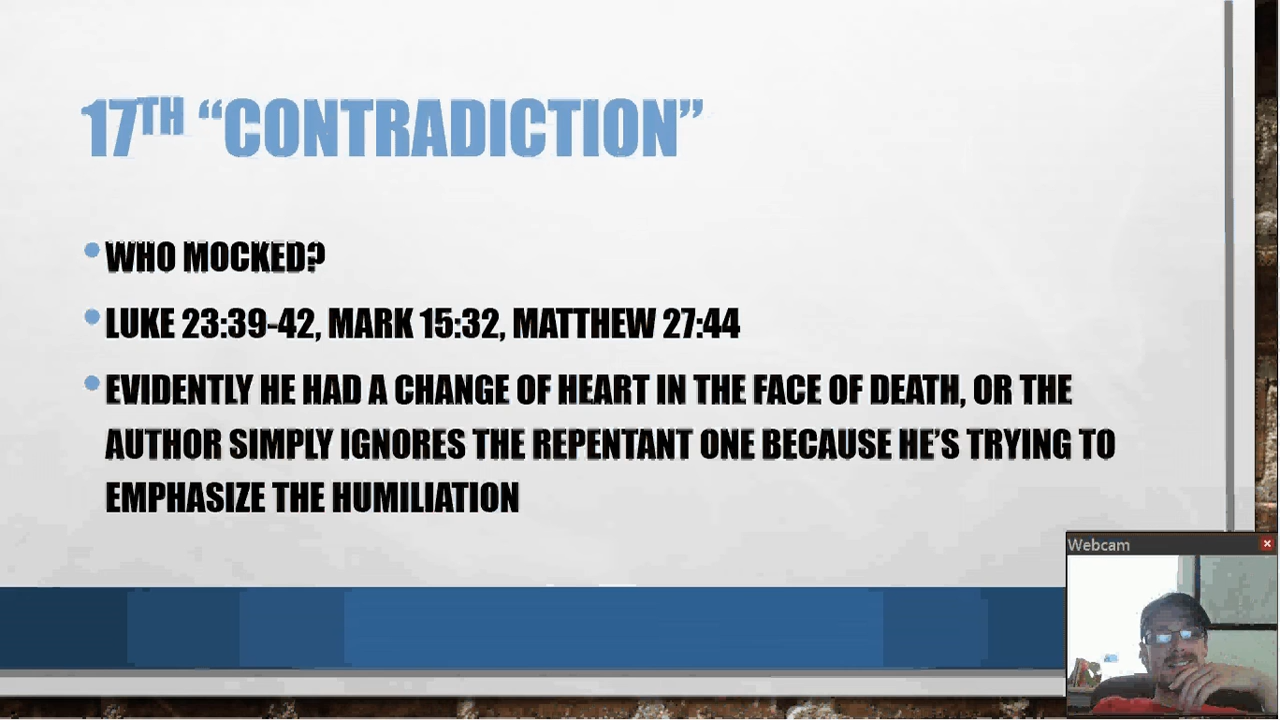 17TH “CONTRADICTION”
WHO MOCKED?
LUKE 23:39-42, MARK 15:32, MATTHEW 27:44
EVIDENTLY HE HAD A CHANGE OF HEART IN THE FACE OF DEATH, OR THE
AUTHOR SIMPLY IGNORES THE REPENTANT ONE BECAUSE HE’S TRYING TO
EMPHASIZE THE HUMILIATION
Webcam